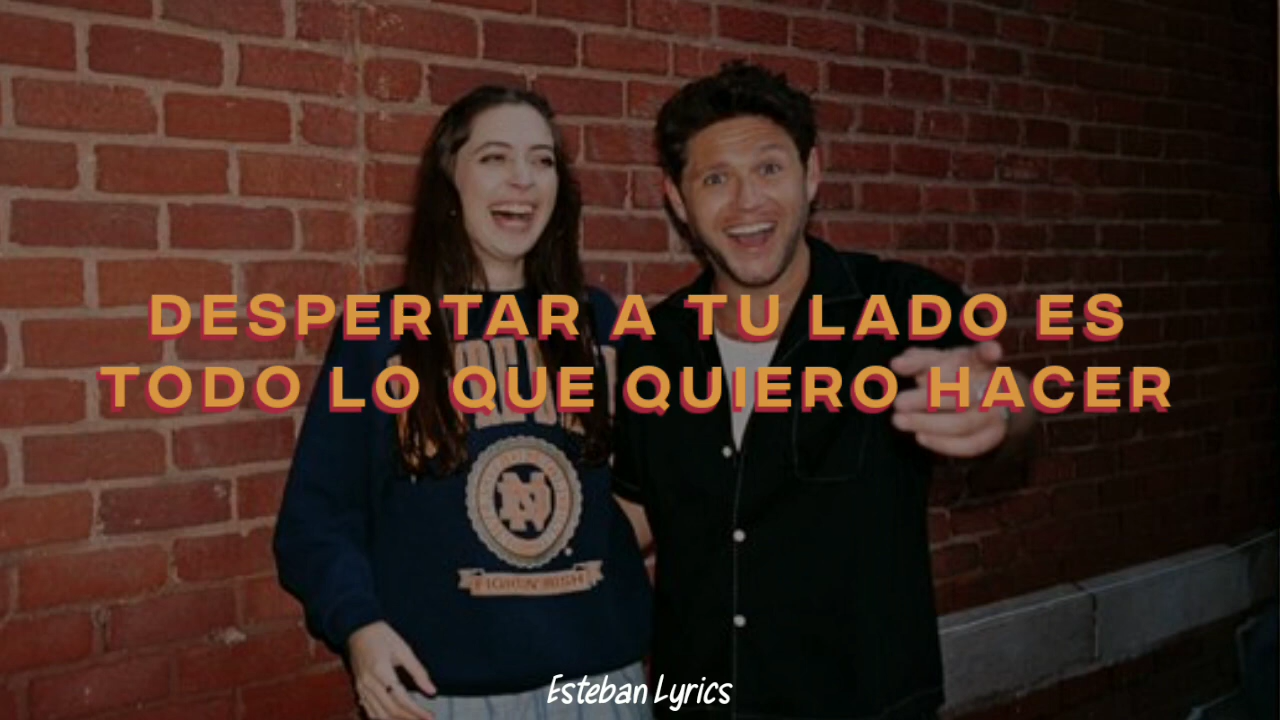 DESPERTAR A TU LADO ES
TODO LO QUE QUIERO HACER
Esteban Lyrics